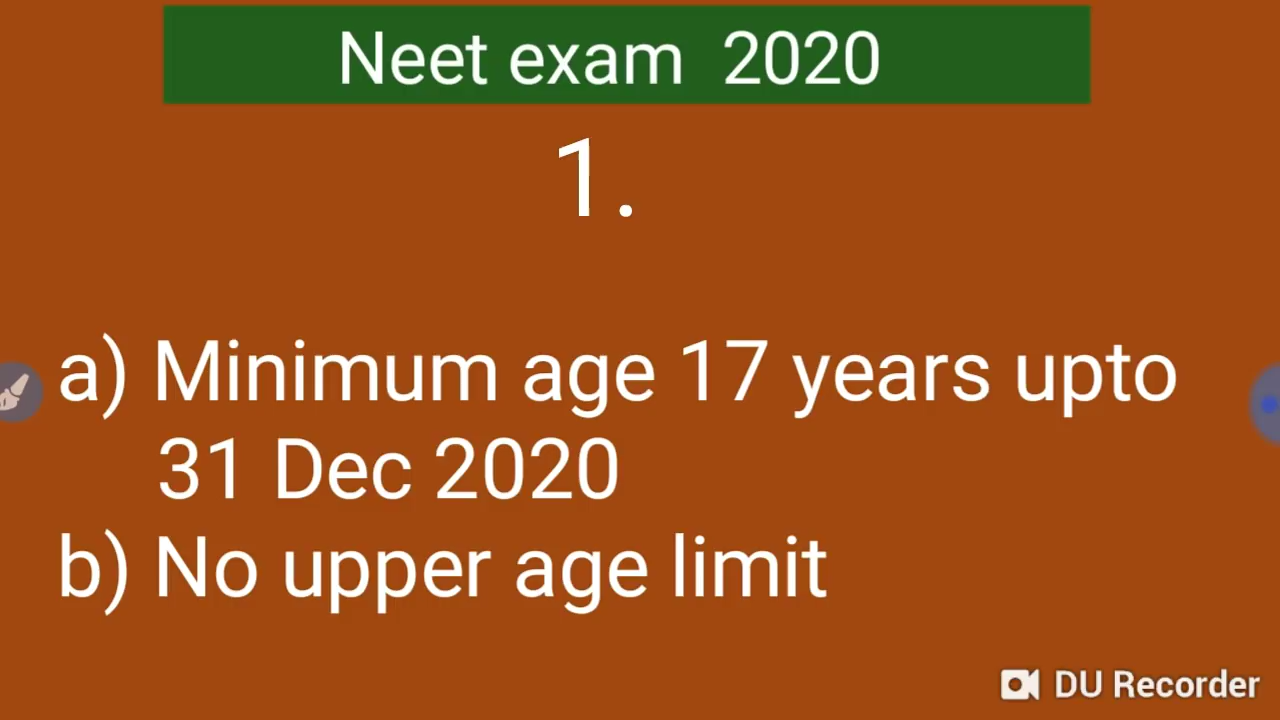 Neet exam 2020
1.
a) Minimum age 17 years upto
31 Dec 2020
b) No upper age limit
DU Recorder